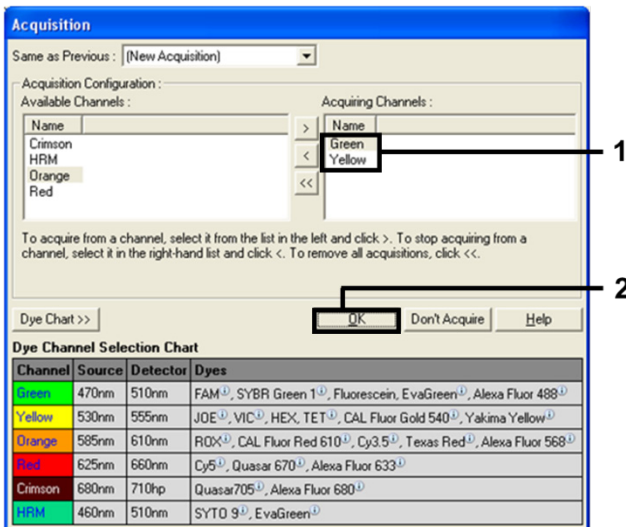 Acquisition
Same as Previous : (New Acquisition)
Acquisition Configuration :
Available Channels :
Acquiring Channels :
Name
Crimson
HRM
Orange
Red
>
<
<<
Name
Green
Yellow
1
To acquire from a channel, select it from the list in the left and click >. To stop acquiring from a
channel, select it in the right-hand list and click <. To remove all acquisitions, click <<.
2
Dye Chart >> OK Don't Acquire Help
Dye Channel Selection Chart
Channel Source Detector Dyes
Green 470nm 510nm FAM, SYBR Green 1, Fluorescein, EvaGreen, Alexa Fluor 488
Yellow 530nm 555nm JOE, VIC, HEX, TET, CAL Fluor Gold 540, Yakima Yellow
Orange 585nm 610nm ROX, CAL Fluor Red 610, Cy3.5, Texas Red, Alexa Fluor 568
Red 625nm 660nm Cy5, Quasar 670, Alexa Fluor 633
Crimson 680nm 710hp Quasar705, Alexa Fluor 680
HRM 460nm 510nm SYTO 9, EvaGreen